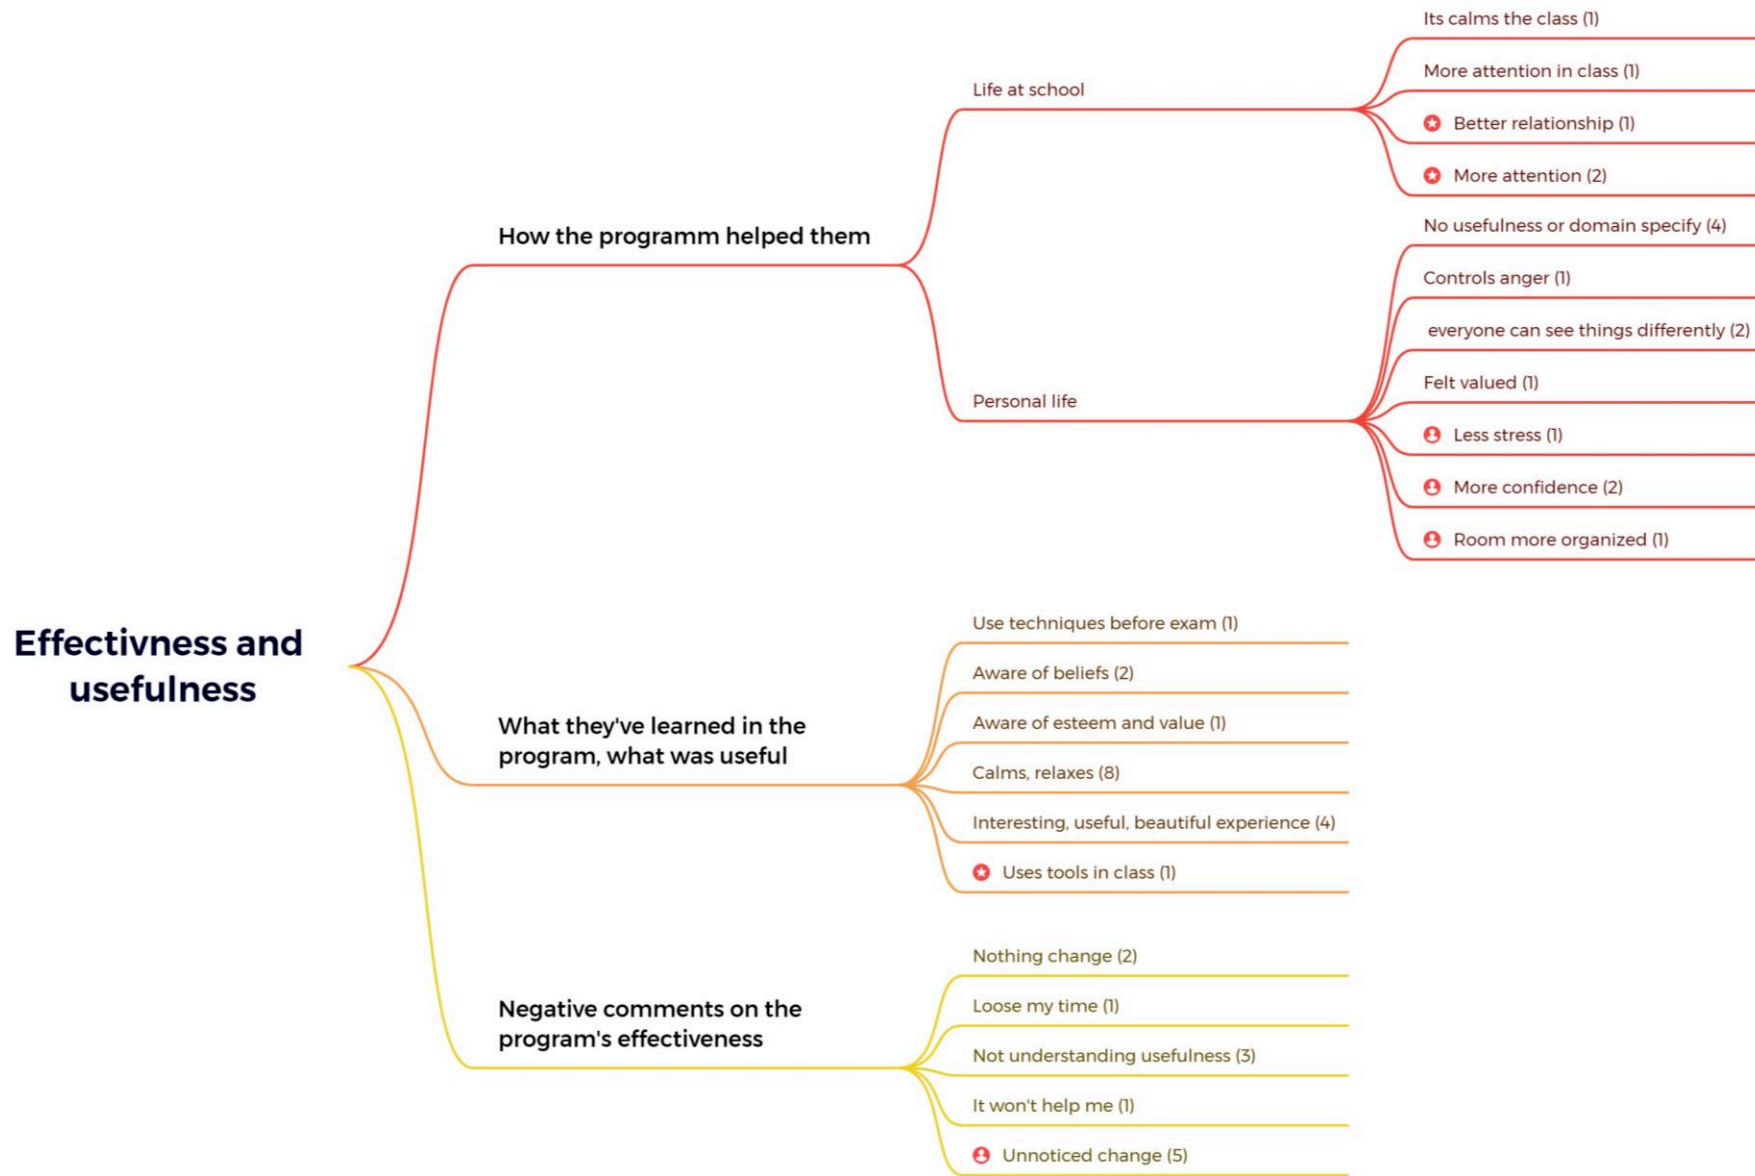 Effectivness and
usefulness
How the programm helped them
Life at school
Its calms the class (1)
More attention in class (1)
Better relationship (1)
More attention (2)
Personal life
No usefulness or domain specify (4)
Controls anger (1)
everyone can see things differently (2)
Felt valued (1)
Less stress (1)
More confidence (2)
Room more organized (1)
What they've learned in the
program, what was useful
Use techniques before exam (1)
Aware of beliefs (2)
Aware of esteem and value (1)
Calms, relaxes (8)
Interesting, useful, beautiful experience (4)
Uses tools in class (1)
Negative comments on the
program's effectiveness
Nothing change (2)
Loose my time (1)
Not understanding usefulness (3)
It won't help me (1)
Unnoticed change (5)